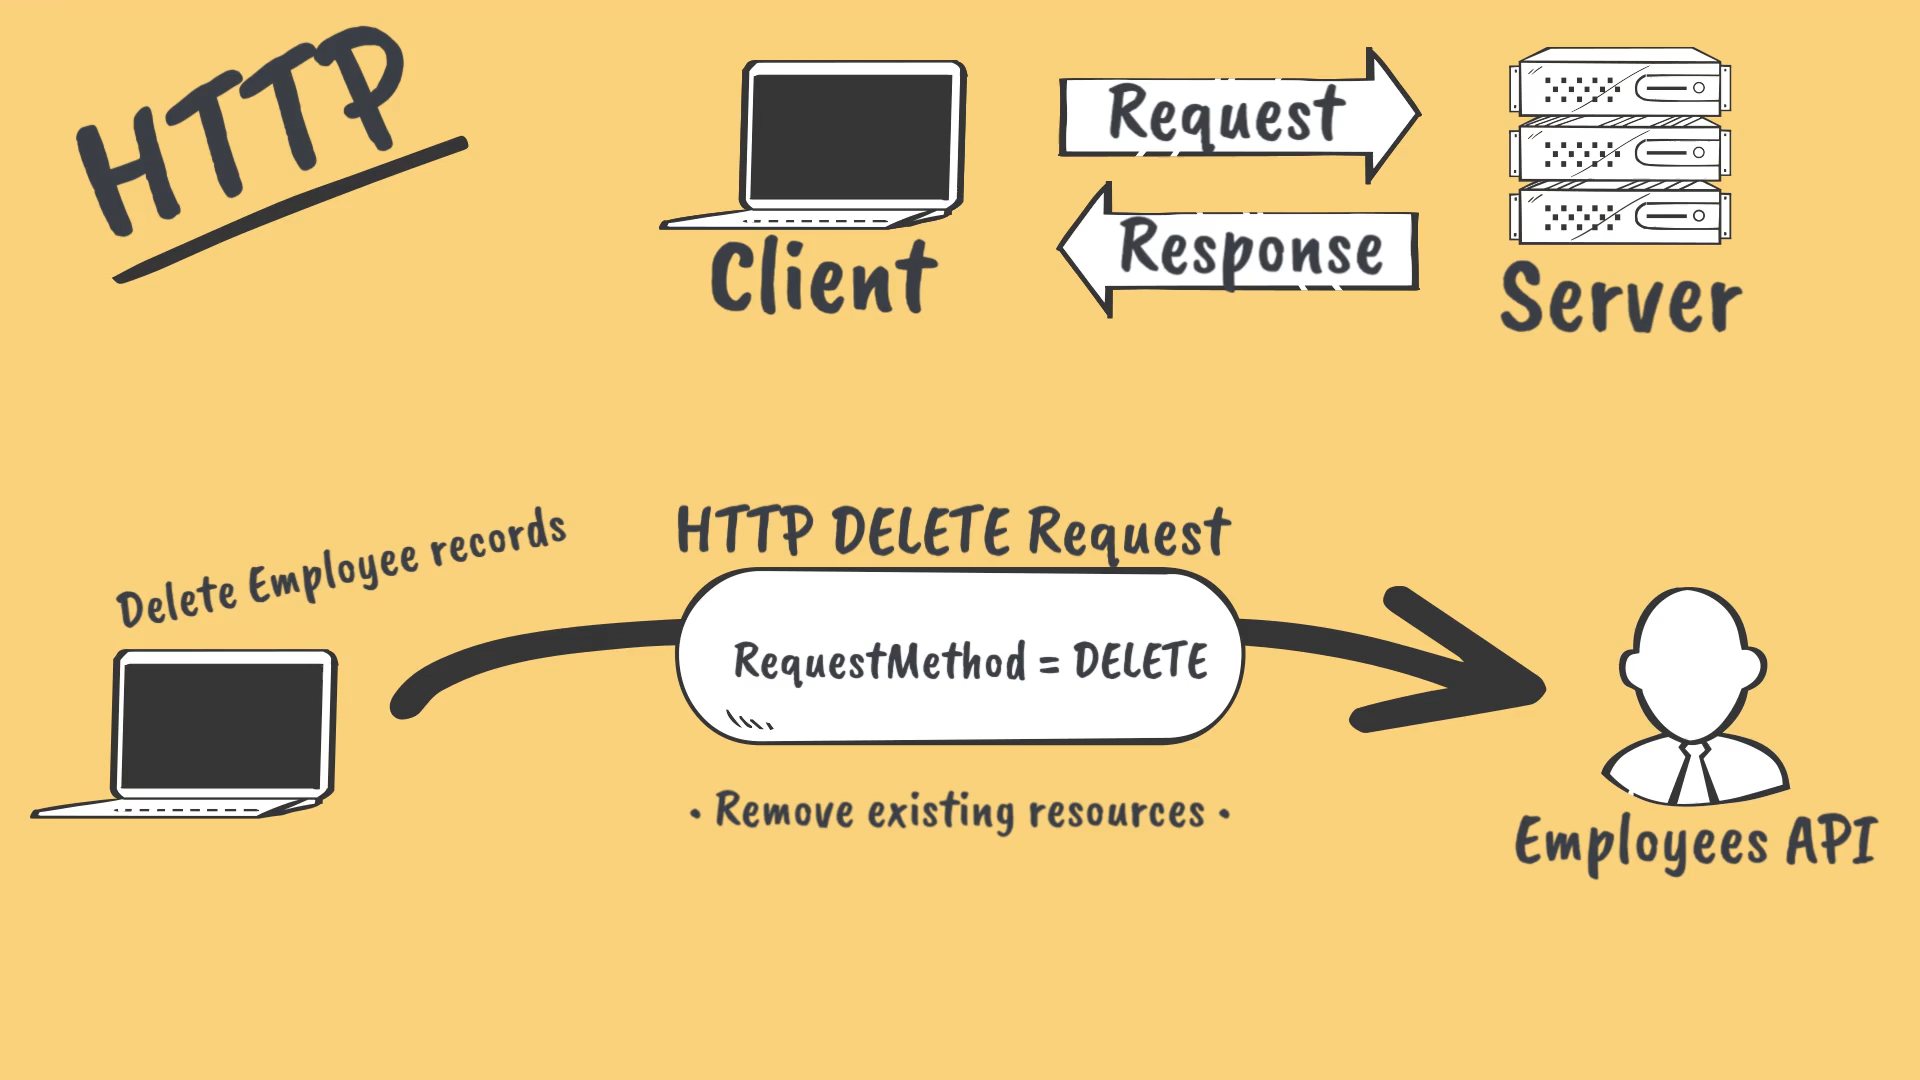 HTTP
Request
Response
Client
Server
HTTP DELETE Request
Delete Employee records
RequestMethod = DELETE
• Remove existing resources •
Employees API